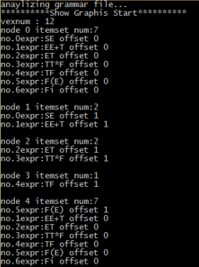 anaylizing grammar file...
**********Show Graphis Start**********
vexnum : 12
node 0 itemset num:7
no.0expr:SE offset 0
no.1expr:EE+T offset 0
no.2expr:ET offset 0
no.3expr:TT*F offset 0
no.4expr:TF offset 0
no.5expr:F(E) offset 0
no.6expr:Fi offset 0
node 1 itemset num:2
no.0expr:SE offset 1
no.1expr:EE+T offset 1
node 2 itemset num:2
no.2expr:ET offset 1
no.3expr:TT*F offset 1
node 3 itemset num:1
no.4expr:TF offset 1
node 4 itemset num:7
no.5expr:F(E) offset 1
no.1expr:EE+T offset 0
no.2expr:ET offset 0
no.3expr:TT*F offset 0
no.4expr:TF offset 0
no.5expr:F(E) offset 0
no.6expr:Fi offset 0